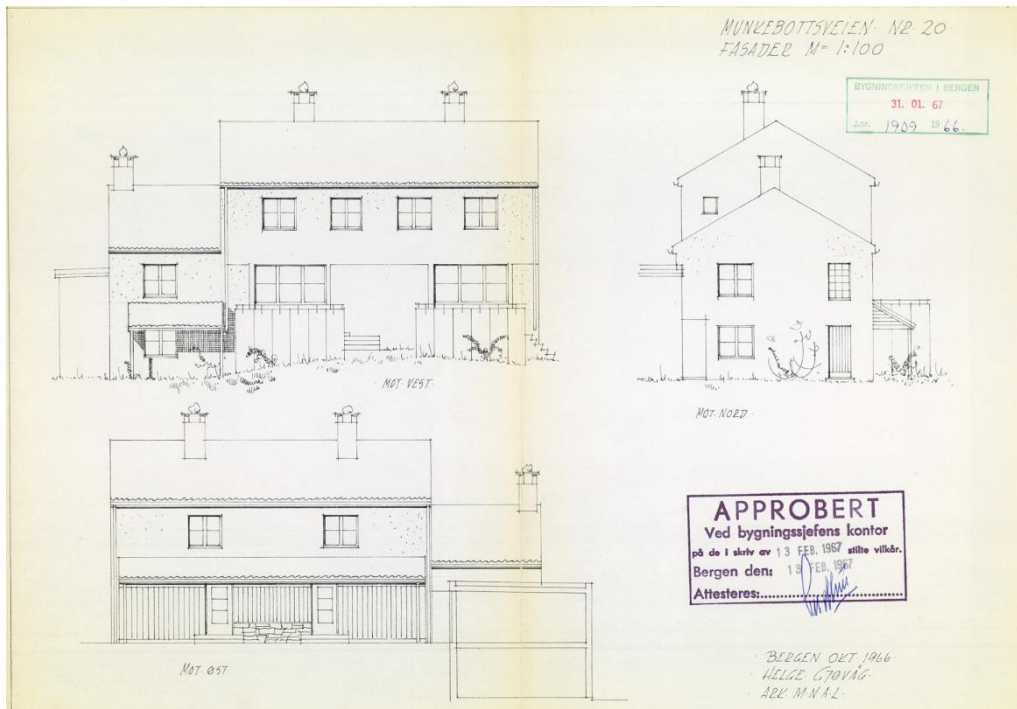 MUNKEBOTTSVEIEN NR 20
FASADER M= 1:100
BYGNINGSSJEFEN I BERGEN
31. 01. 67
J.nr. 1909 1966.
MOT VEST
MOT NORD
APPROBERT
Ved bygningssjefens kontor
på de i skriv av 13 FEB. 1967 stilte vilkår.
Bergen den: 13 FEB. 1967
Attesteres:
MOT ØST
BERGEN OKT 1966
HELGE GJØVÅG
ARK. M.N.A.L.